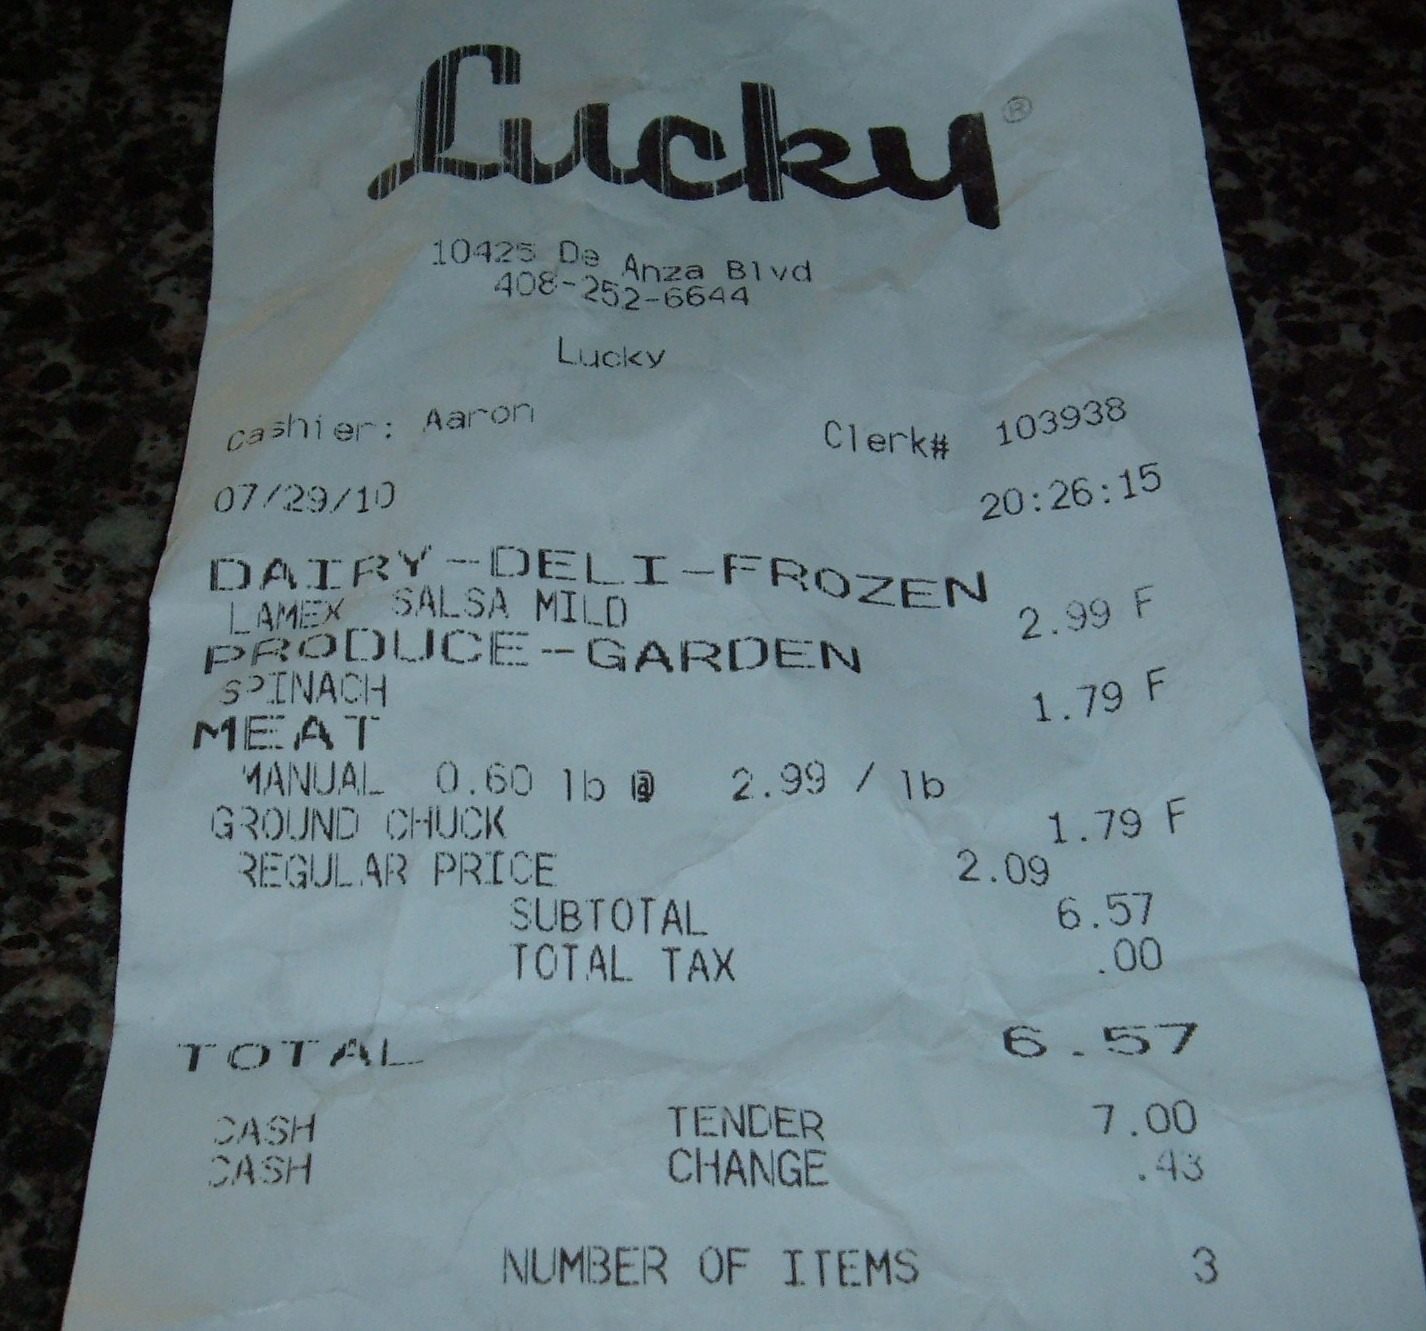 Lucky®
10425 De Anza Blvd
408-252-6644
Lucky
Cashier: Aaron Clerk# 103938
07/29/10 20:26:15
DAIRY-DELI-FROZEN
LAMEX SALSA MILD 2.99 F
PRODUCE-GARDEN
SPINACH 1.79 F
MEAT
MANUAL 0.60 lb @ 2.99 / lb
GROUND CHUCK 1.79 F
REGULAR PRICE 2.09
SUBTOTAL 6.57
TOTAL TAX .00
TOTAL 6.57
CASH TENDER 7.00
CASH CHANGE .43
NUMBER OF ITEMS 3